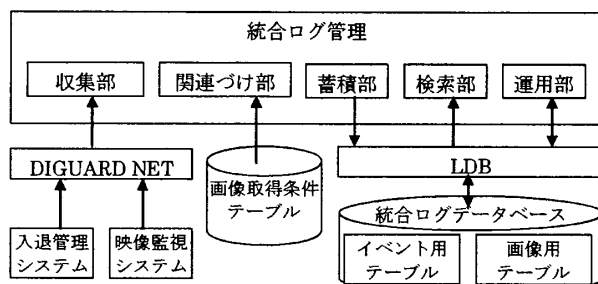 統合ログ管理
収集部
関連づけ部
蓄積部
検索部
運用部
DIGUARD NET
画像取得条件
テーブル
LDB
入退管理
システム
映像監視
システム
統合ログデータベース
イベント用
テーブル
画像用
テーブル